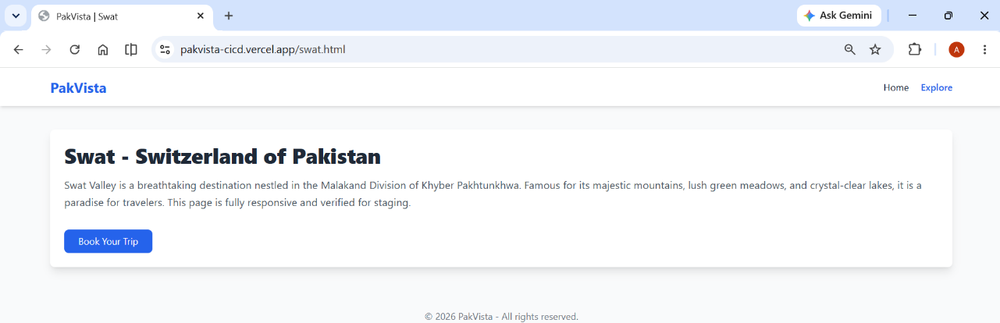 PakVista | Swat
Ask Gemini
pakvista-cicd.vercel.app/swat.html
A
PakVista
Home Explore
Swat - Switzerland of Pakistan
Swat Valley is a breathtaking destination nestled in the Malakand Division of Khyber Pakhtunkhwa. Famous for its majestic mountains, lush green meadows, and crystal-clear lakes, it is a
paradise for travelers. This page is fully responsive and verified for staging.
Book Your Trip
© 2026 PakVista - All rights reserved.